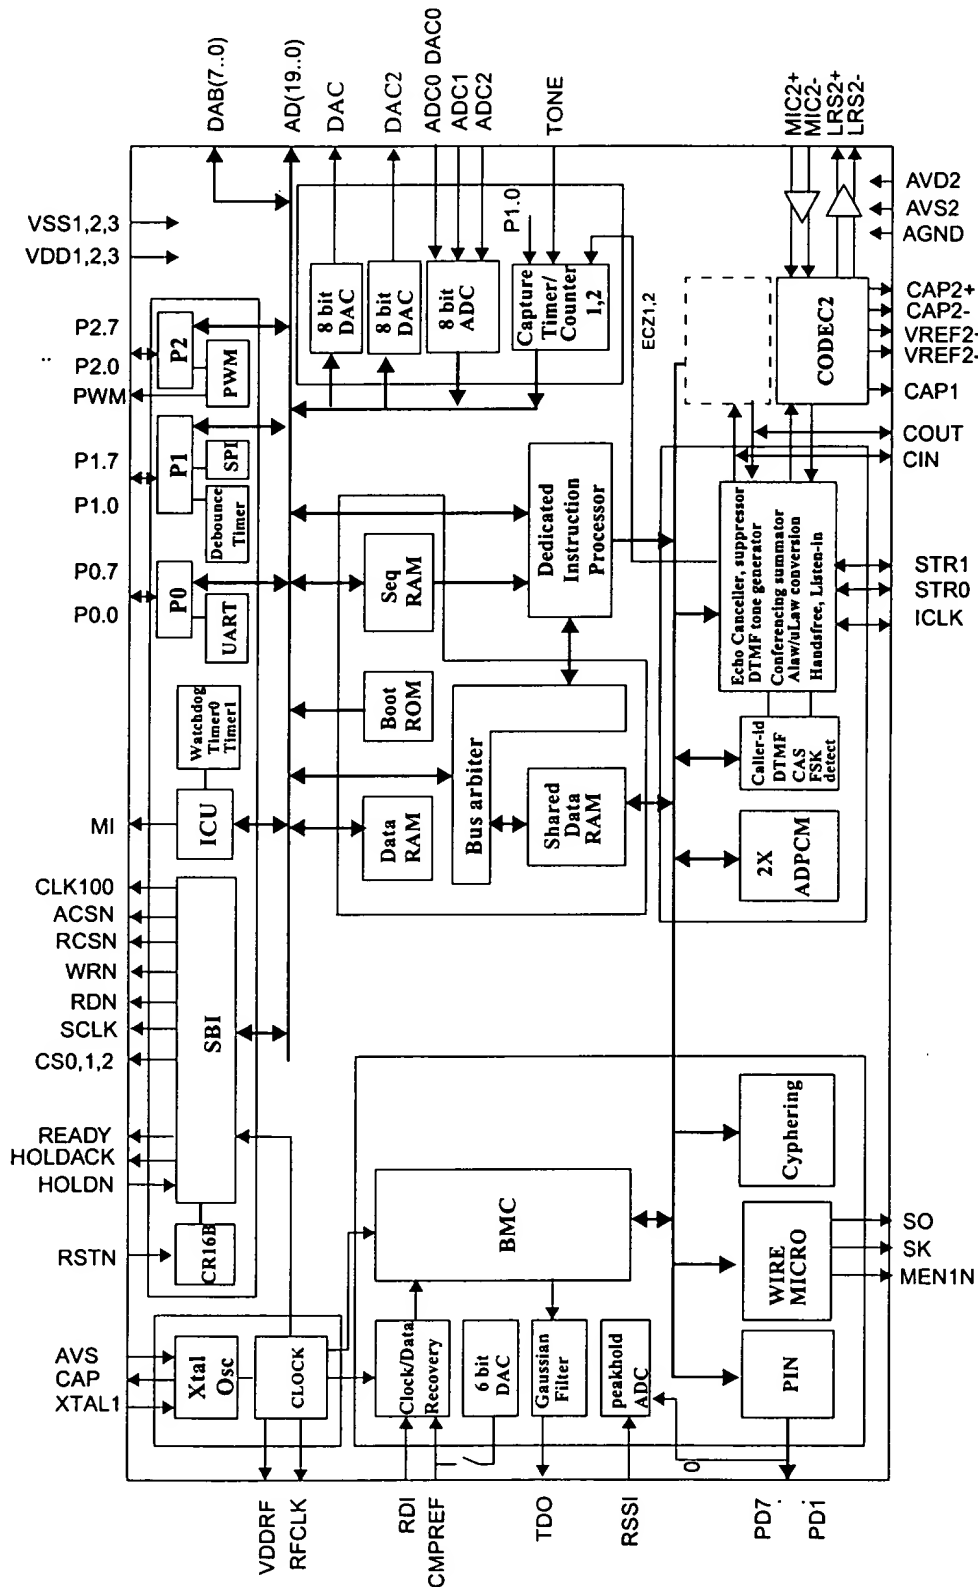 DAB(7..0)
AD(19..0)
DAC
DAC2
ADC0 DAC0
ADC1
ADC2
TONE
MIC2+
MIC2-
LRS2+
LRS2-
VSS1,2,3
VDD1,2,3
P2.7
P2.0
PWM
P1.7
P1.0
P0.7
P0.0
MI
CLK100
ACSN
RCSN
WRN
RDN
SCLK
CS0,1,2
READY
HOLDACK
HOLDN
RSTN
AVS
CAP
XTAL1
P2
PWM
P1
SPI
Debounce
Timer
P0
UART
Watchdog
Timer0
Timer1
ICU
SBI
CR16B
Xtal
Osc
CLOCK
8 bit
DAC
8 bit
DAC
8 bit
ADC
P1.0
Capture
Timer/
Counter
1,2
ECZ1,2
Seq
RAM
Dedicated
Instruction
Processor
Boot
ROM
Data
RAM
Bus arbiter
Shared
Data
RAM
CODEC2
Echo Canceller, suppressor
DTMF tone generator
Conferencing summator
Alaw/uLaw conversion
Handsfree, Listen-in
Caller-id
DTMF
CAS
FSK
detect
2X
ADPCM
BMC
Clock/Data
Recovery
6 bit
DAC
Gaussian
Filter
peakhold
ADC
0
Cyphering
WIRE
MICRO
PIN
AVD2
AVS2
AGND
CAP2+
CAP2-
VREF2-
VREF2-
CAP1
COUT
CIN
STR1
STR0
ICLK
SO
SK
MEN1N
VDDRF
RFCLK
RDI
CMPREF
TDO
RSSI
PD7
PD1